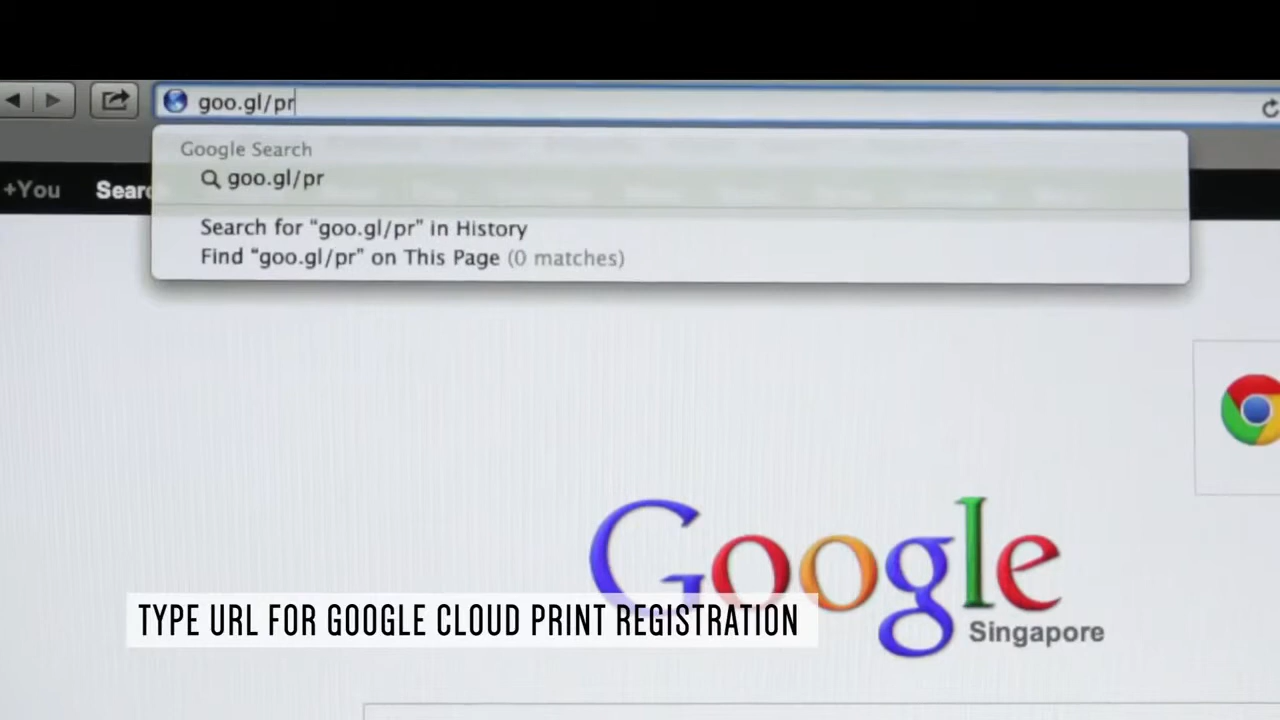 goo.gl/pr
Google Search
goo.gl/pr
+You Searc
Search for “goo.gl/pr” in History
Find “goo.gl/pr” on This Page (0 matches)
Google
Singapore
TYPE URL FOR GOOGLE CLOUD PRINT REGISTRATION